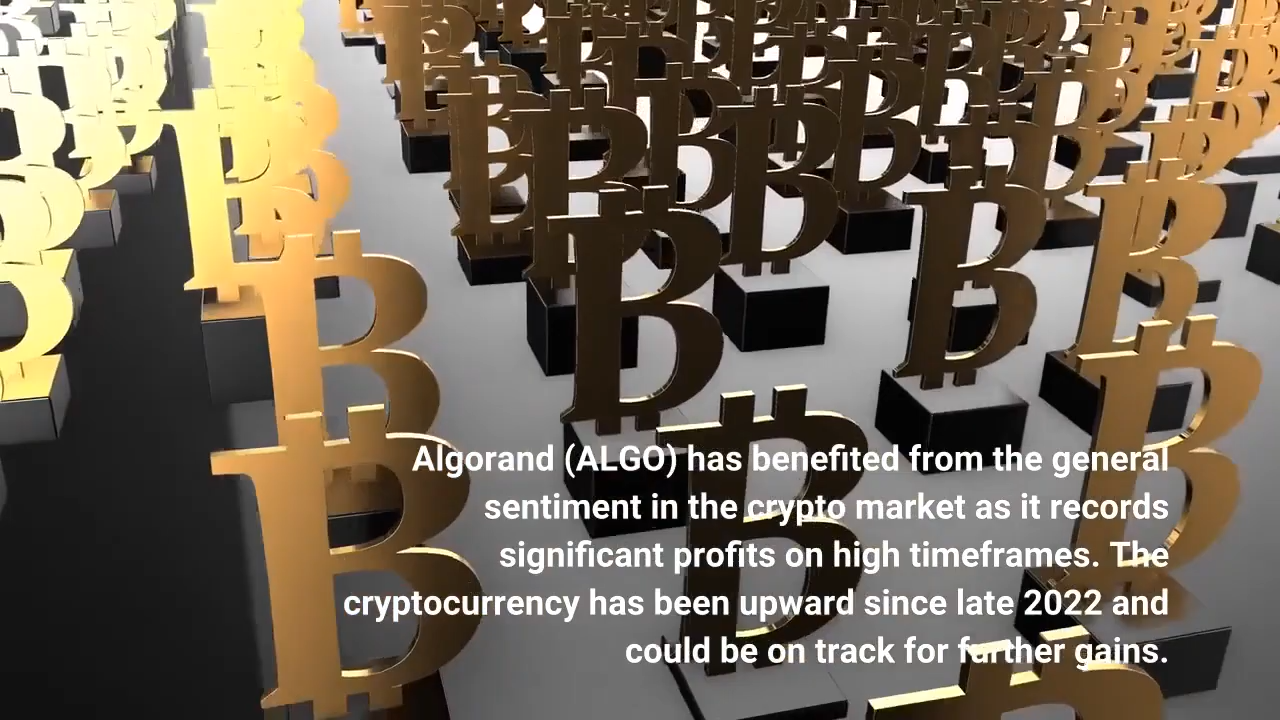 Algorand (ALGO) has benefited from the general
sentiment in the crypto market as it records
significant profits on high timeframes. The
cryptocurrency has been upward since late 2022 and
could be on track for further gains.